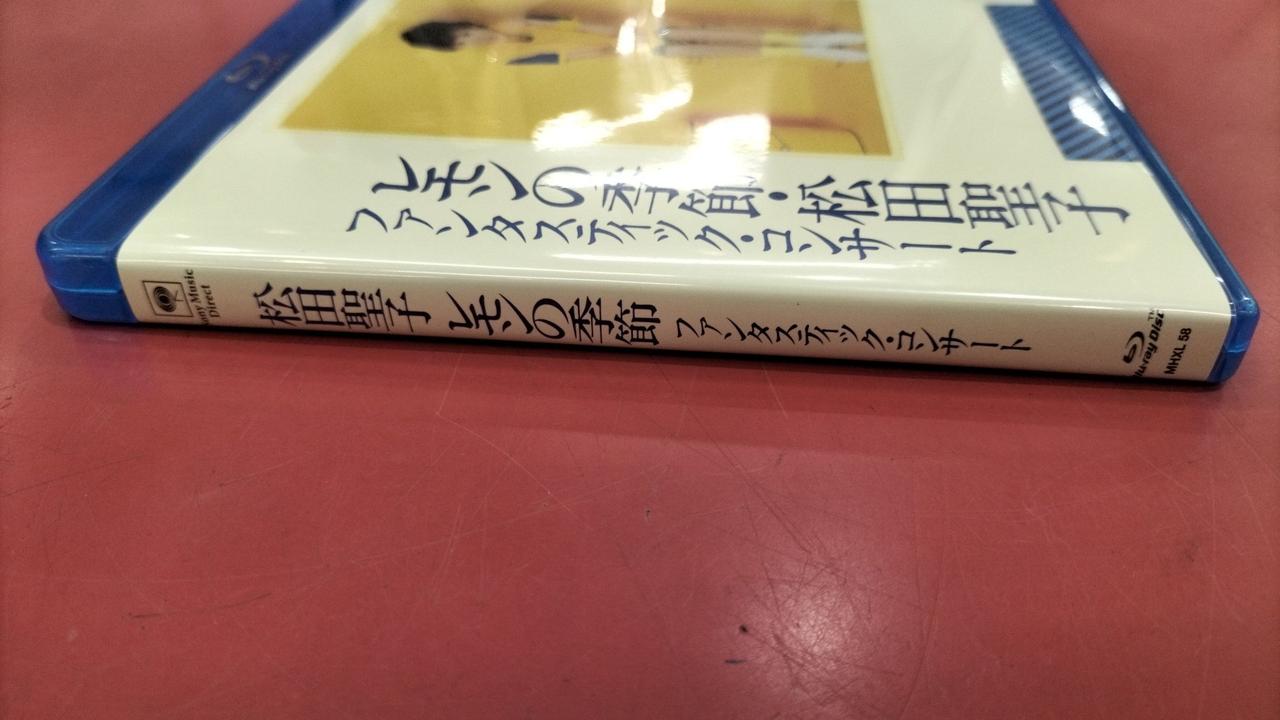 レモンの季節・松田聖子
ファンタスティック・コンサート
Sony Music
Direct
松田聖子 レモンの季節 ファンタスティック・コンサート
Blu-ray Disc
TM
MHXL 58